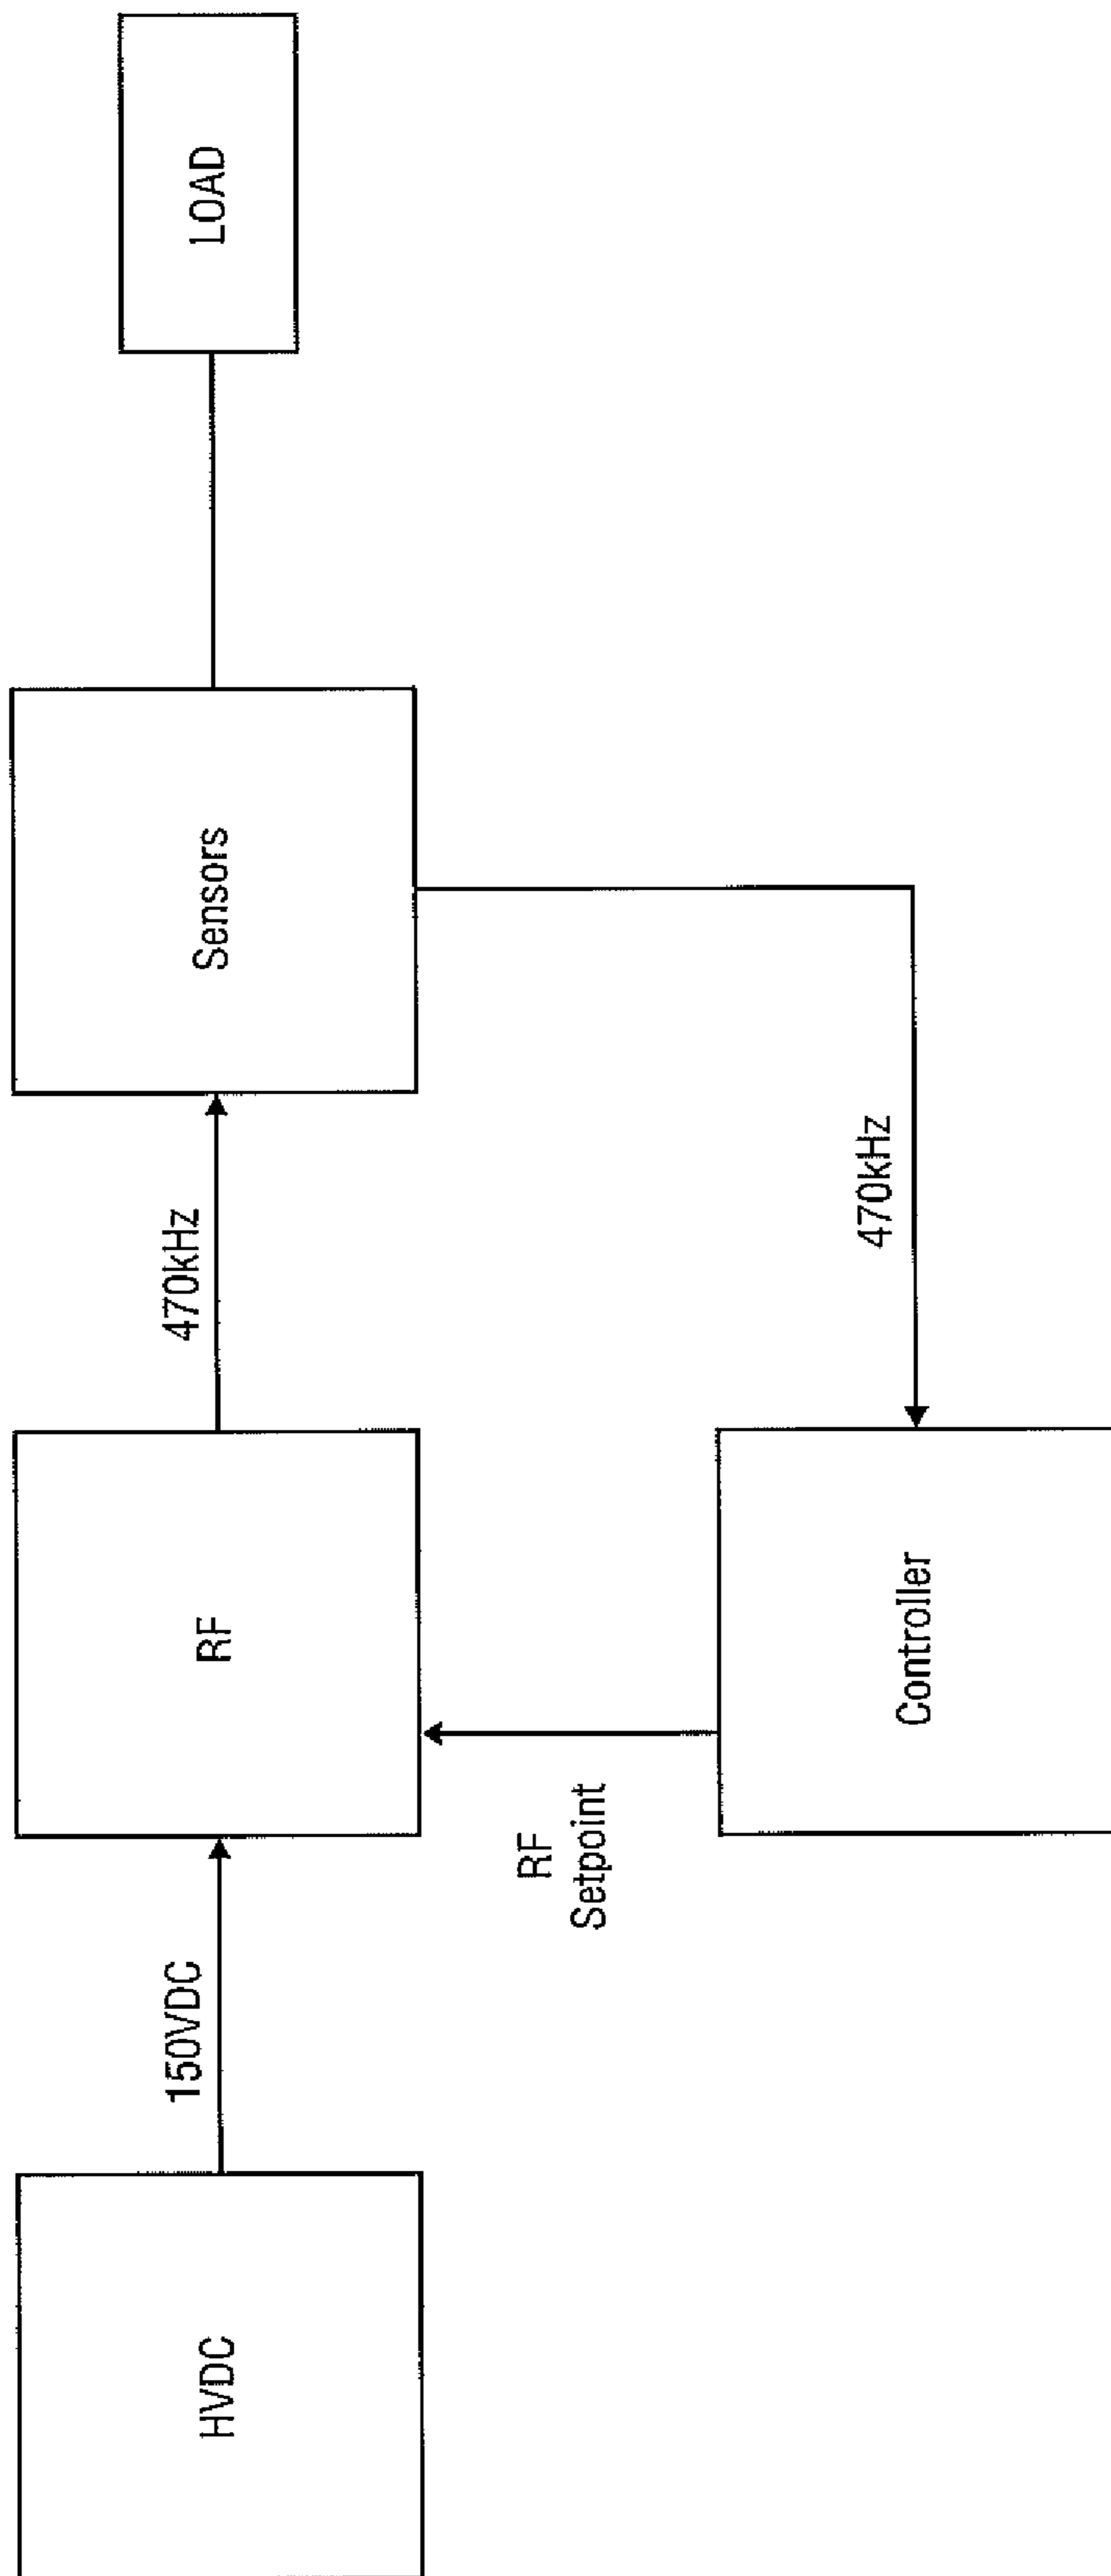 HVDC
150VDC
RF
470kHz
Sensors
LOAD
RF
Setpoint
Controller
470kHz